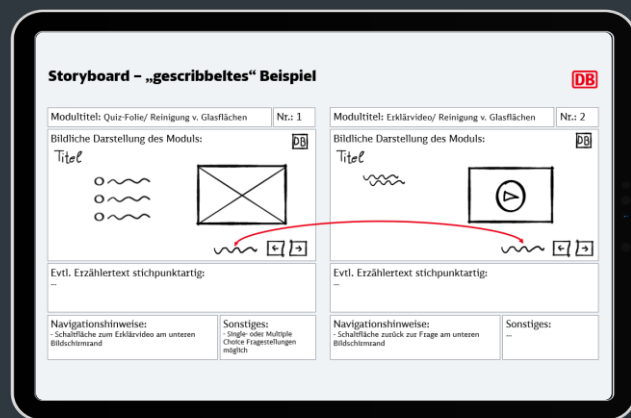 Storyboard – „gescribbeltes“ Beispiel
DB
Modultitel: Quiz-Folie/ Reinigung v. Glasflächen
Nr.: 1
Bildliche Darstellung des Moduls:
DB
Titel
Evtl. Erzählertext stichpunktartig:
–
Navigationshinweise:
- Schaltfläche zum Erklärvideo am unteren
Bildschirmrand
Sonstiges:
- Single- oder Multiple
Choice Fragestellungen
möglich
Modultitel: Erklärvideo/ Reinigung v. Glasflächen
Nr.: 2
Bildliche Darstellung des Moduls:
DB
Titel
Evtl. Erzählertext stichpunktartig:
–
Navigationshinweise:
- Schaltfläche zurück zur Frage am unteren
Bildschirmrand
Sonstiges:
–